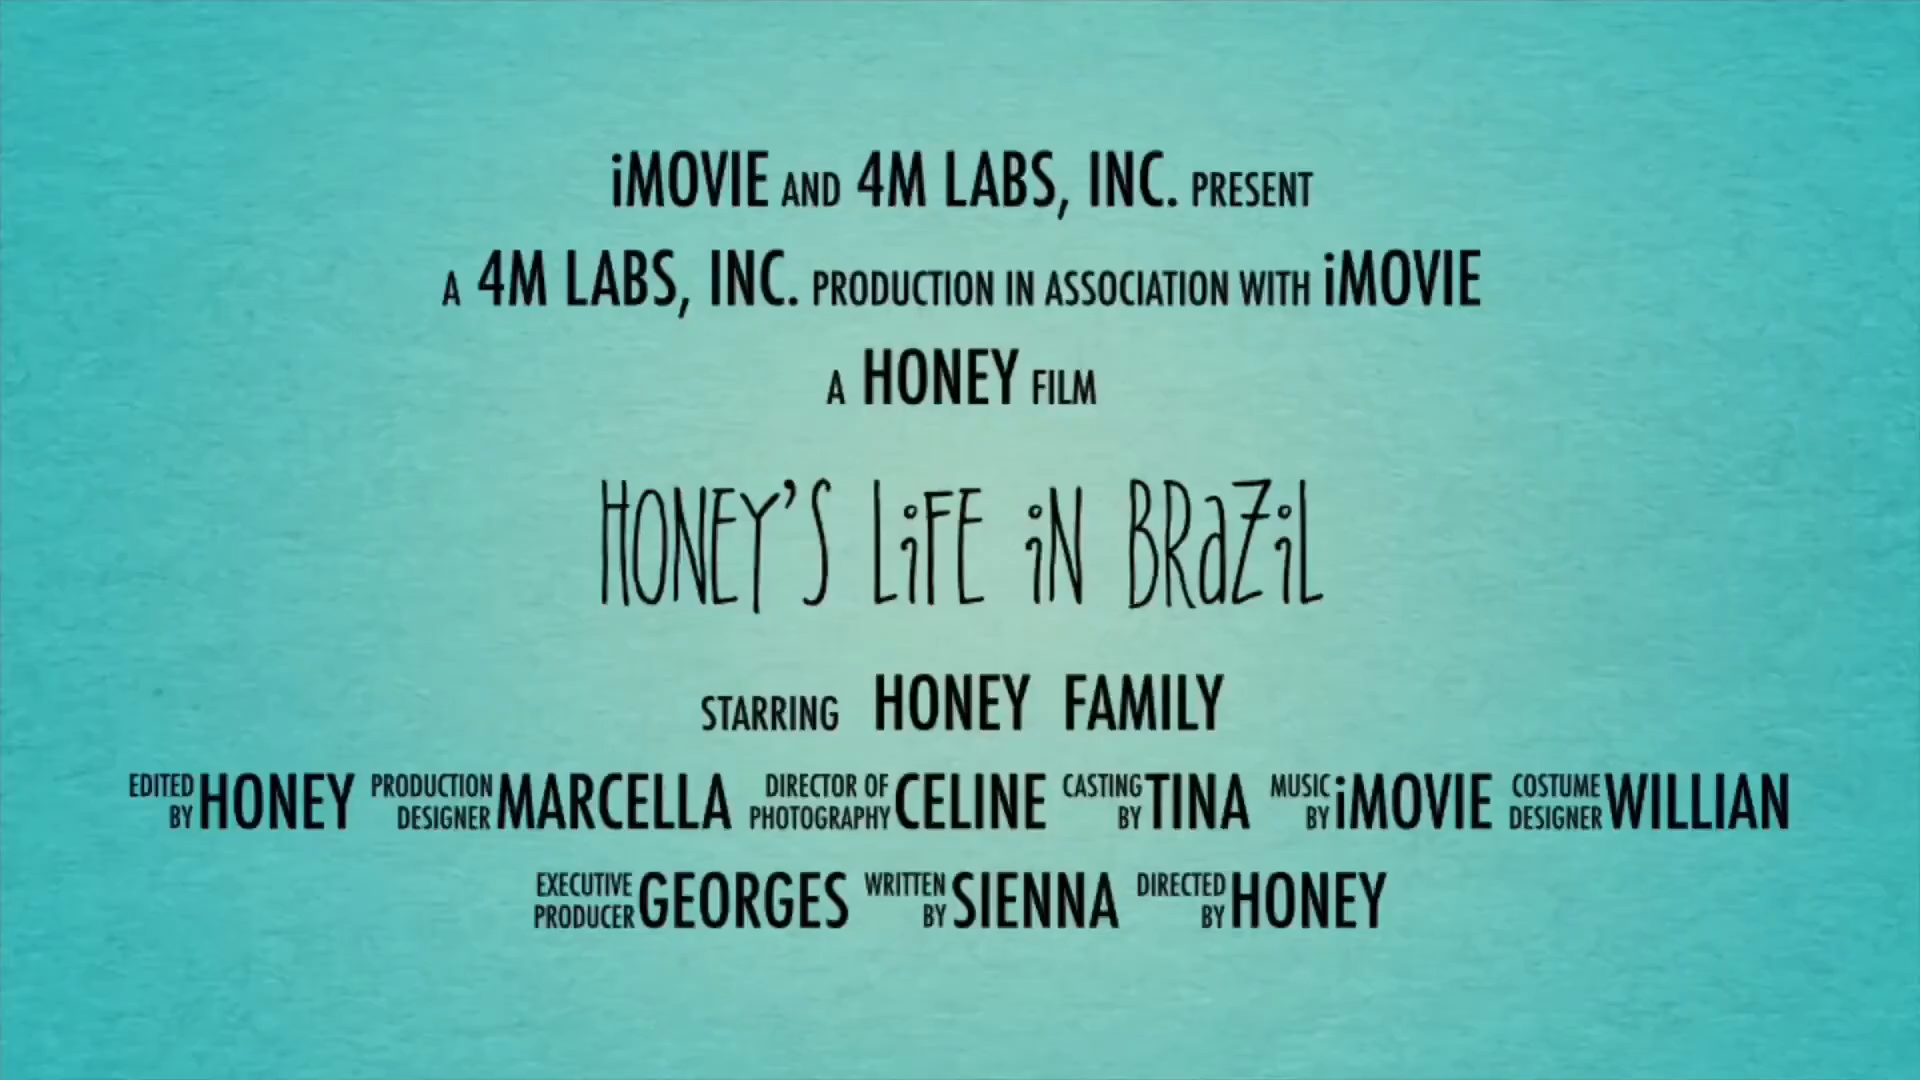 iMOVIE AND 4M LABS, INC. PRESENT
A 4M LABS, INC. PRODUCTION IN ASSOCIATION WITH iMOVIE
A HONEY FILM
HONEY'S LiFE iN BRaZiL
STARRING HONEY FAMILY
EDITED BY HONEY PRODUCTION DESIGNER MARCELLA DIRECTOR OF PHOTOGRAPHY CELINE CASTING BY TINA MUSIC BY iMOVIE COSTUME DESIGNER WILLIAN
EXECUTIVE PRODUCER GEORGES WRITTEN BY SIENNA DIRECTED BY HONEY